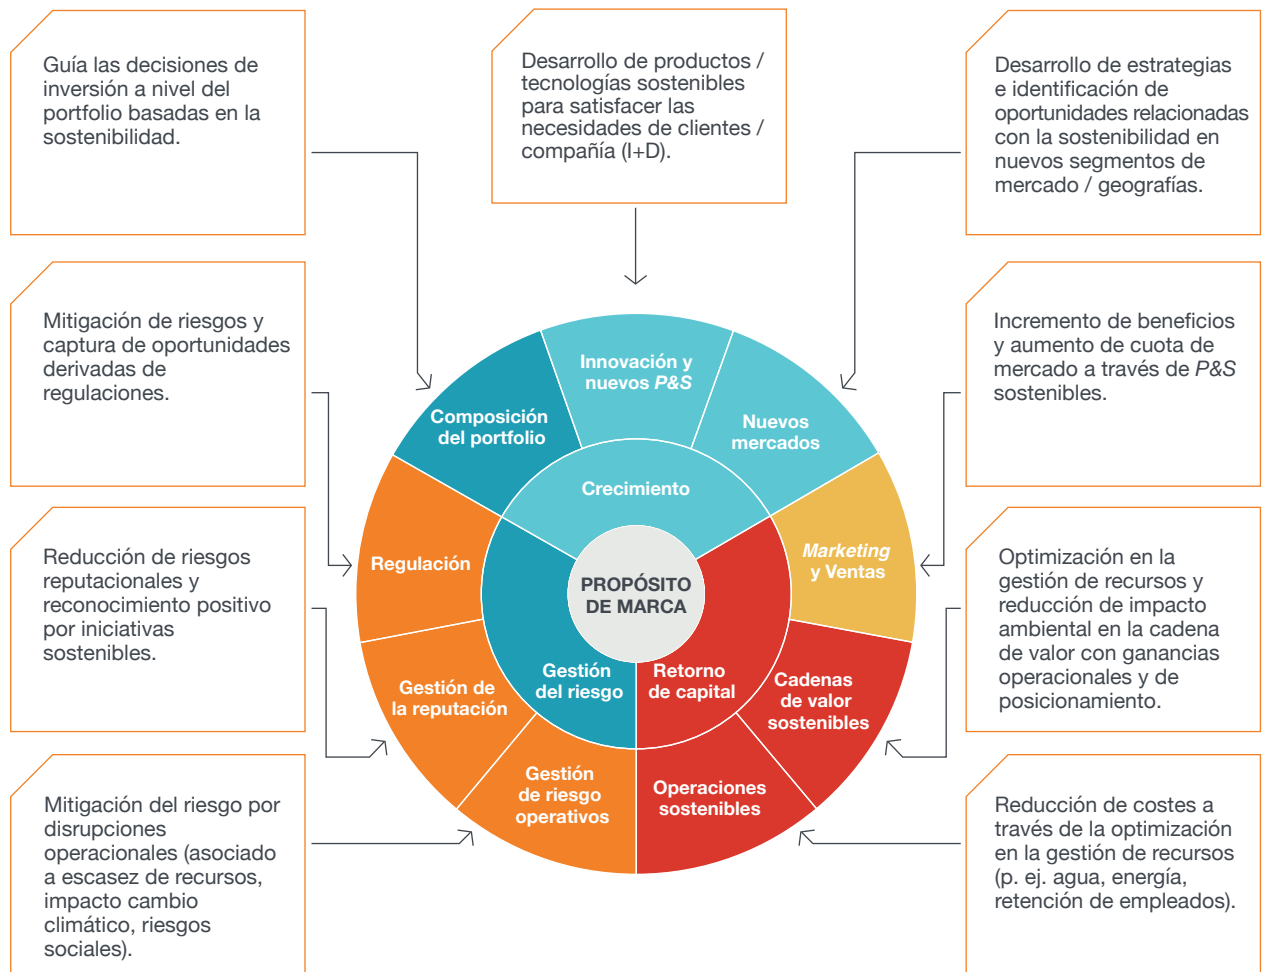 Guía las decisiones de
inversión a nivel del
portfolio basadas en la
sostenibilidad.
Desarrollo de productos /
tecnologías sostenibles
para satisfacer las
necesidades de clientes /
compañía (I+D).
Desarrollo de estrategias
e identificación de
oportunidades relacionadas
con la sostenibilidad en
nuevos segmentos de
mercado / geografías.
Mitigación de riesgos y
captura de oportunidades
derivadas de
regulaciones.
Incremento de beneficios
y aumento de cuota de
mercado a través de P&S
sostenibles.
Reducción de riesgos
reputacionales y
reconocimiento positivo
por iniciativas
sostenibles.
Optimización en la
gestión de recursos y
reducción de impacto
ambiental en la cadena
de valor con ganancias
operacionales y de
posicionamiento.
Mitigación del riesgo por
disrupciones
operacionales (asociado
a escasez de recursos,
impacto cambio
climático, riesgos
sociales).
Reducción de costes a
través de la optimización
en la gestión de recursos
(p. ej. agua, energía,
retención de empleados).
Innovación y
nuevos P&S
Composición
del portfolio
Nuevos
mercados
Crecimiento
Regulación
Marketing
y Ventas
PROPÓSITO
DE MARCA
Gestión
del riesgo
Retorno
de capital
Gestión de
la reputación
Cadenas
de valor
sostenibles
Gestión
de riesgo
operativos
Operaciones
sostenibles